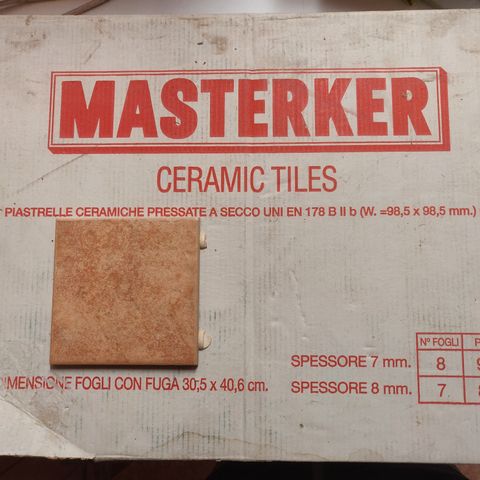 MASTERKER
CERAMIC TILES
PIASTRELLE CERAMICHE PRESSATE A SECCO UNI EN 178 B II b (W. =98,5 x 98,5 mm.)
Nº FOGLI
SPESSORE 7 mm. 8
DIMENSIONE FOGLI CON FUGA 30,5 x 40,6 cm. SPESSORE 8 mm. 7